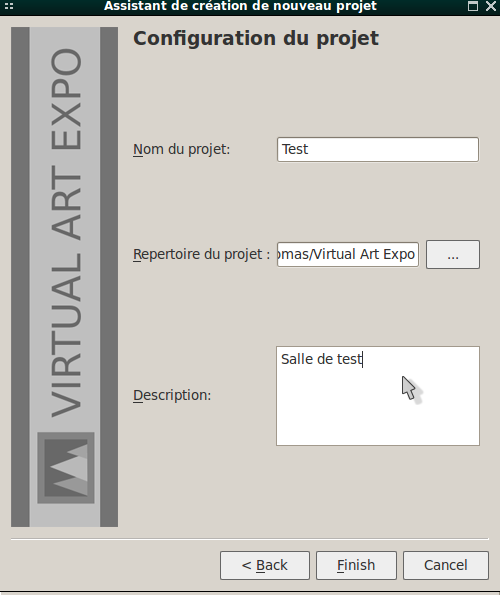 Assistant de création de nouveau projet
Configuration du projet
VIRTUAL ART EXPO
Nom du projet: Test
Repertoire du projet : omas/Virtual Art Expo ...
Description: Salle de test
< Back Finish Cancel